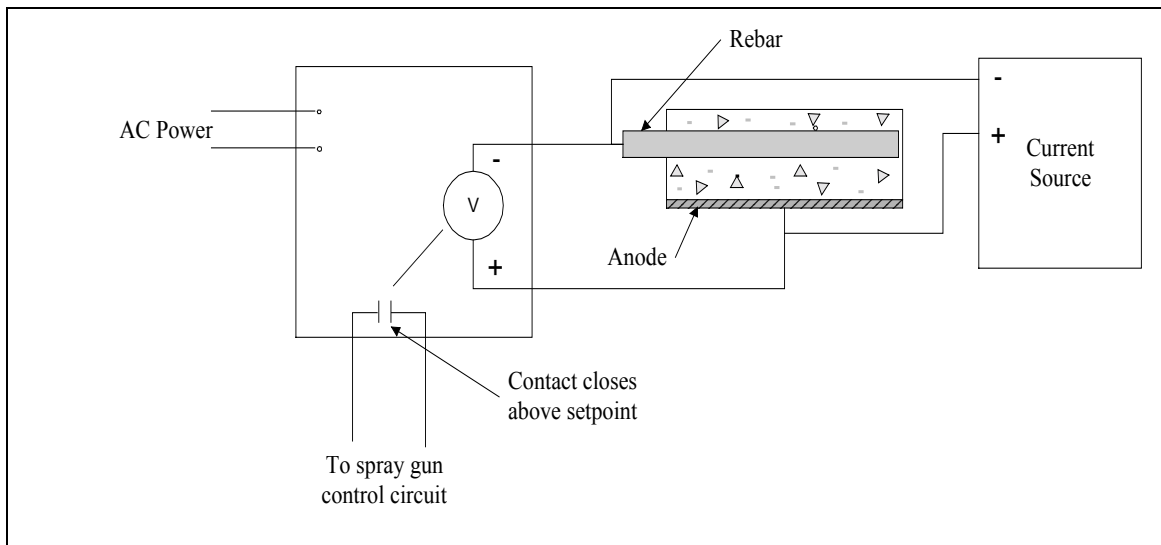 Rebar
-
+
Current
Source
AC Power
-
V
+
Anode
Contact closes
above setpoint
To spray gun
control circuit